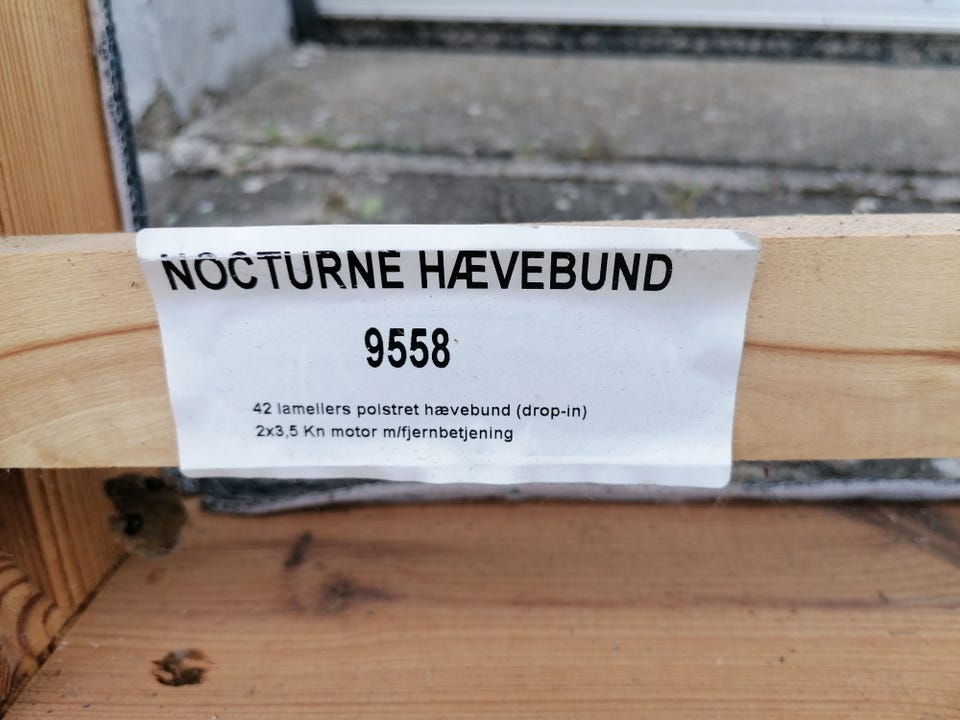 NOCTURNE HÆVEBUND
9558
42 lamellers polstret hævebund (drop-in)
2x3,5 Kn motor m/fjernbetjening